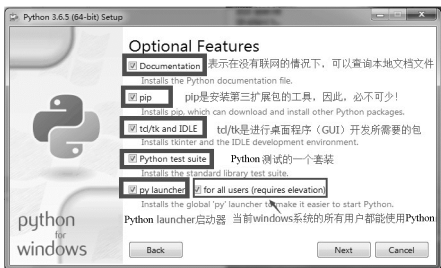 Python 3.6.5 (64-bit) Setup
Optional Features
Documentation 表示在没有联网的情况下，可以查询本地文档文件
Installs the Python documentation file.
pip pip是安装第三扩展包的工具，因此，必不可少!
Installs pip, which can download and install other Python packages.
td/tk and IDLE td/tk是进行桌面程序（GUI）开发所需要的包
Installs tkinter and the IDLE development environment.
Python test suite Python 测试的一个套装
Installs the standard library test suite.
py launcher for all users (requires elevation)
Installs the global 'py' launcher to make it easier to start Python.
Python launcher启动器 当前windows系统的所有用户都能使用Python
python
for
windows
Back Next Cancel